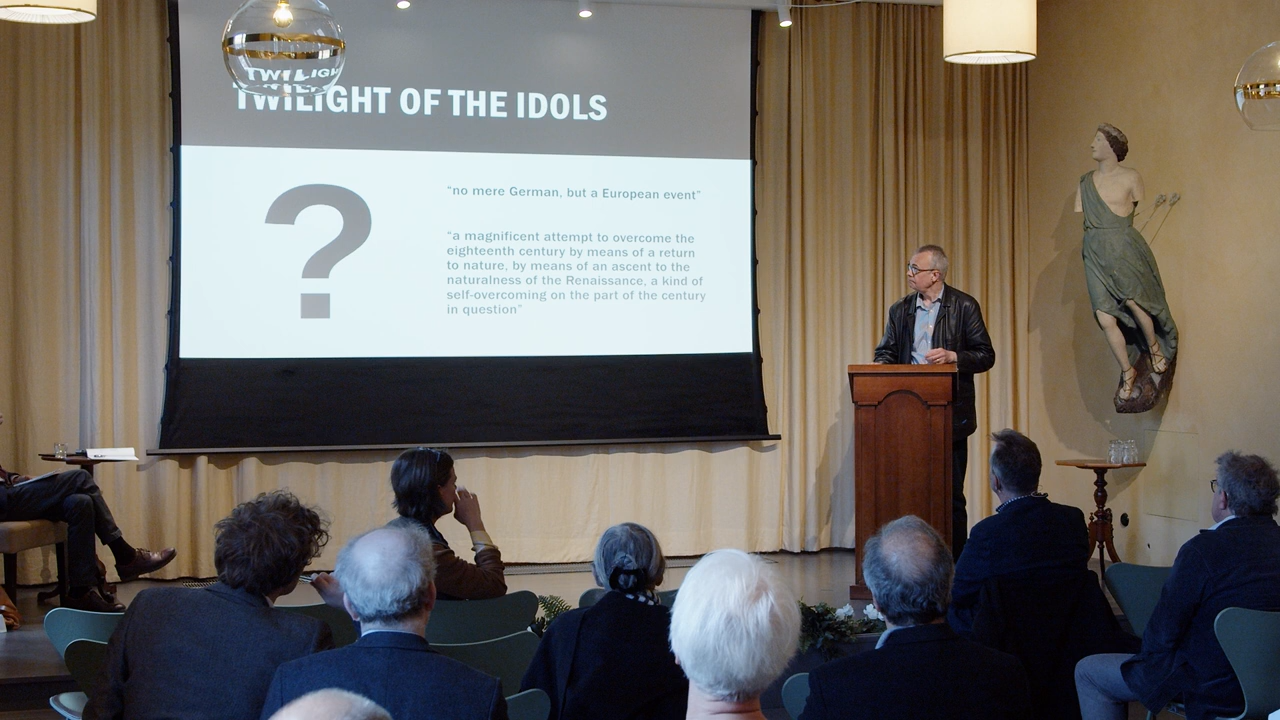 TWILIGHT OF THE IDOLS
"no mere German, but a European event"
"a magnificent attempt to overcome the
eighteenth century by means of a return
to nature, by means of an ascent to the
naturalness of the Renaissance, a kind of
self-overcoming on the part of the century
in question"
?